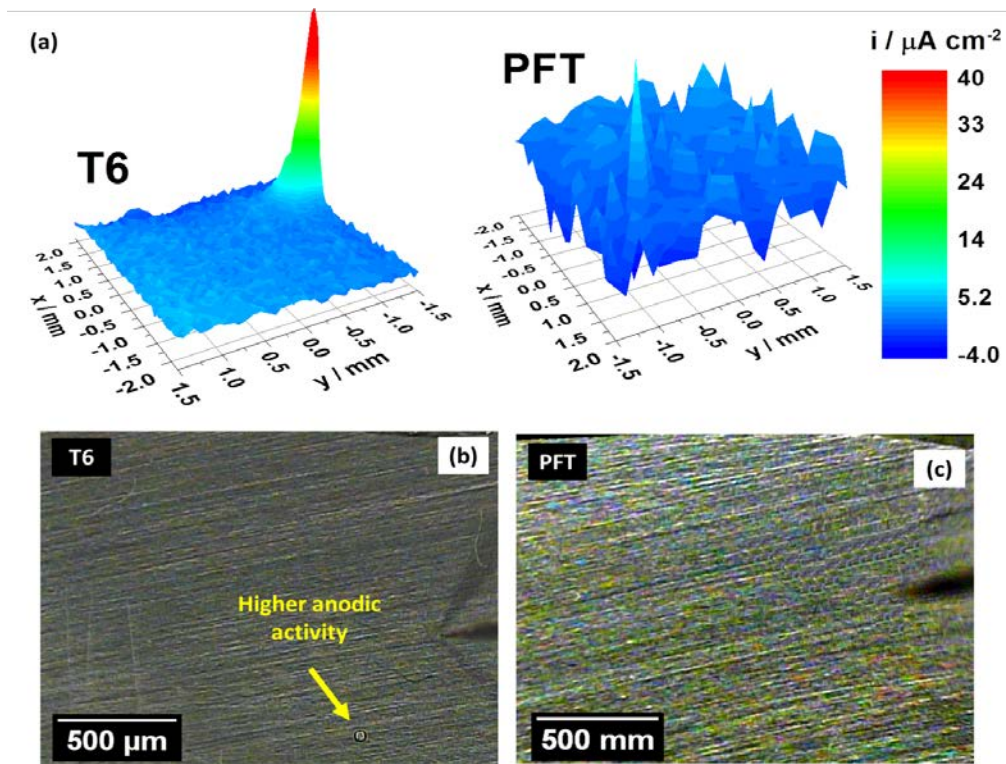 (a)
T6
PFT
i / μA cm-2
40
33
24
14
5.2
-4.0
2.0
1.5
1.0
0.5
0.0
-0.5
-1.0
-1.5
-2.0
x / mm
1.5
1.0
0.5
0.0
-0.5
-1.0
-1.5
y / mm
-2.0
-1.5
-1.0
-0.5
0.0
0.5
1.0
1.5
2.0
x / mm
-1.5
-1.0
-0.5
0.0
0.5
1.0
1.5
y / mm
T6
(b)
Higher anodic
activity
500 μm
PFT
(c)
500 mm